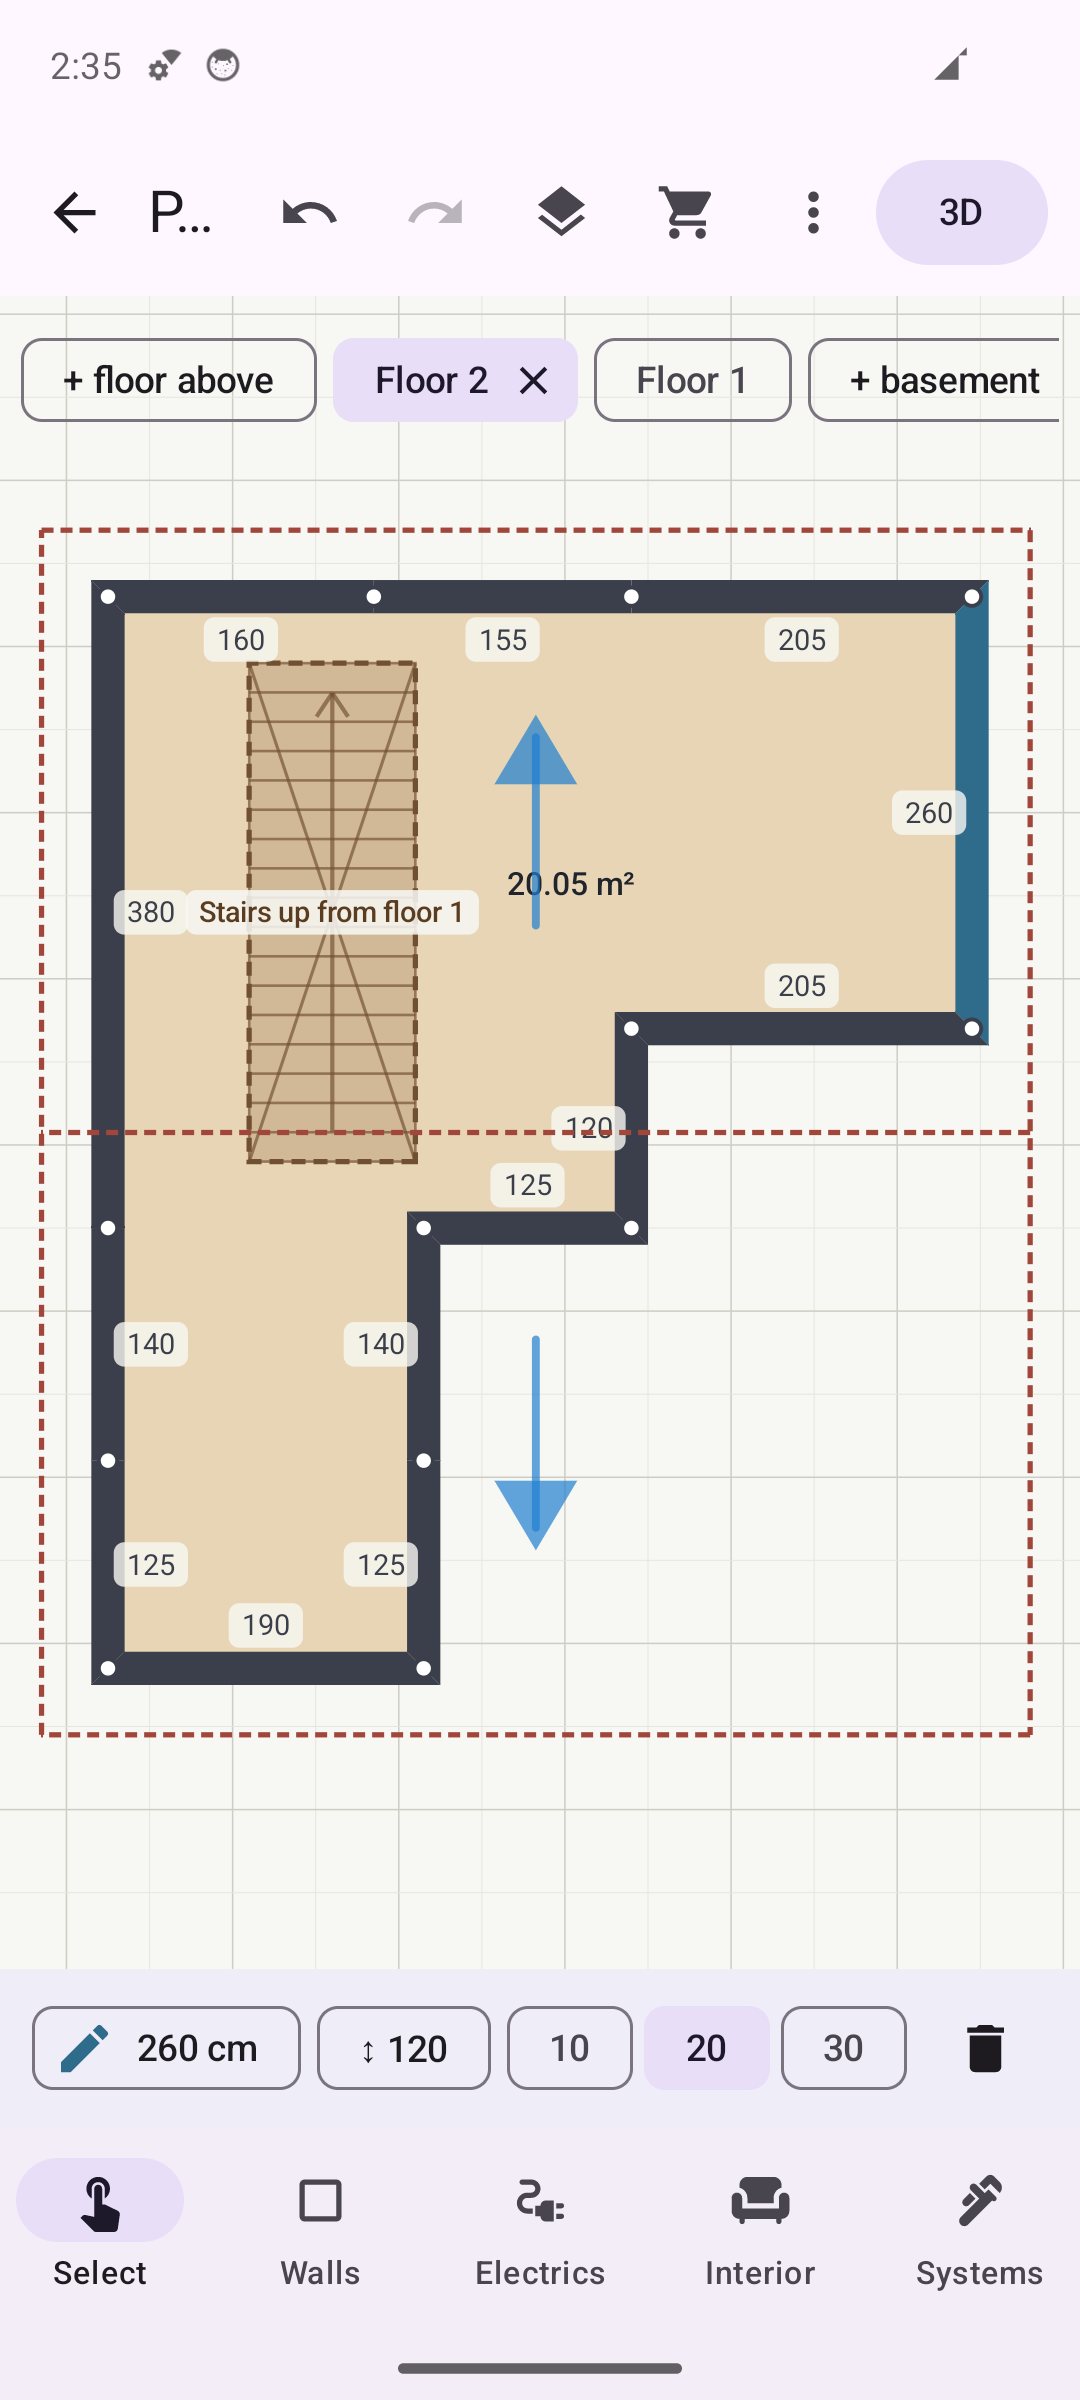 2:35
P...
3D
+ floor above
Floor 2
Floor 1
+ basement
160
155
205
260
20.05 m²
380
Stairs up from floor 1
205
120
125
140
140
125
125
190
260 cm
↕ 120
10
20
30
Select
Walls
Electrics
Interior
Systems